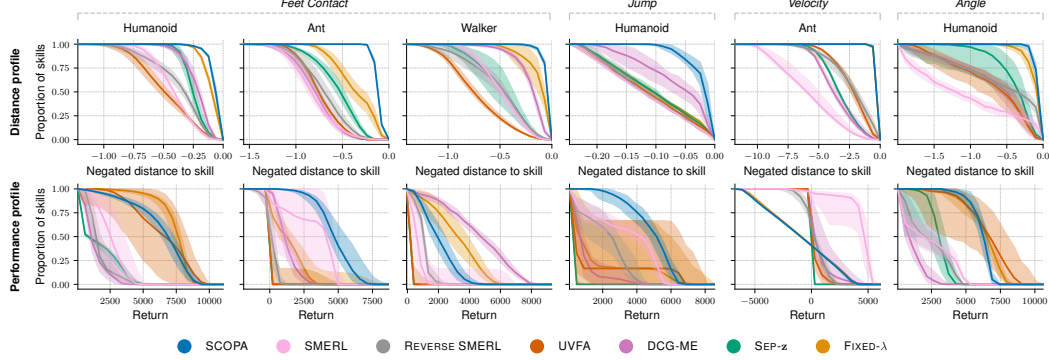 Feet Contact Jump Velocity Angle
Humanoid Ant Walker Humanoid Ant Humanoid
Distance profile
Proportion of skills
1.00 0.75 0.50 0.25 0.00
−1.00 −0.75 −0.50 −0.25 0.00 −1.5 −1.0 −0.5 0.0 −1.0 −0.5 0.0 −0.20 −0.15 −0.10 −0.05 0.00 −10.0 −7.5 −5.0 −2.5 0.0 −2.0 −1.5 −1.0 −0.5 0.0
Negated distance to skill Negated distance to skill Negated distance to skill Negated distance to skill Negated distance to skill Negated distance to skill
Performance profile
Proportion of skills
1.00 0.75 0.50 0.25 0.00
2500 5000 7500 10000 0 2500 5000 7500 0 2000 4000 6000 8000 2000 4000 6000 8000 −5000 0 5000 2500 5000 7500 10000
Return Return Return Return Return Return
SCOPA SMERL REVERSE SMERL UVFA DCG-ME SEP-z FIXED-λ